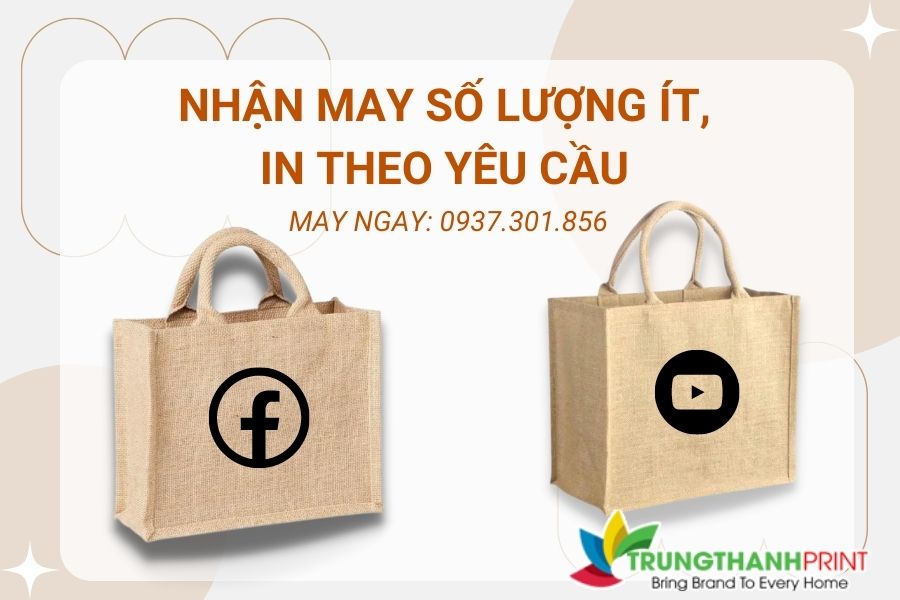 NHẬN MAY SỐ LƯỢNG ÍT,
IN THEO YÊU CẦU
MAY NGAY: 0937.301.856
f
TRUNGTHANHPRINT
Bring Brand To Every Home